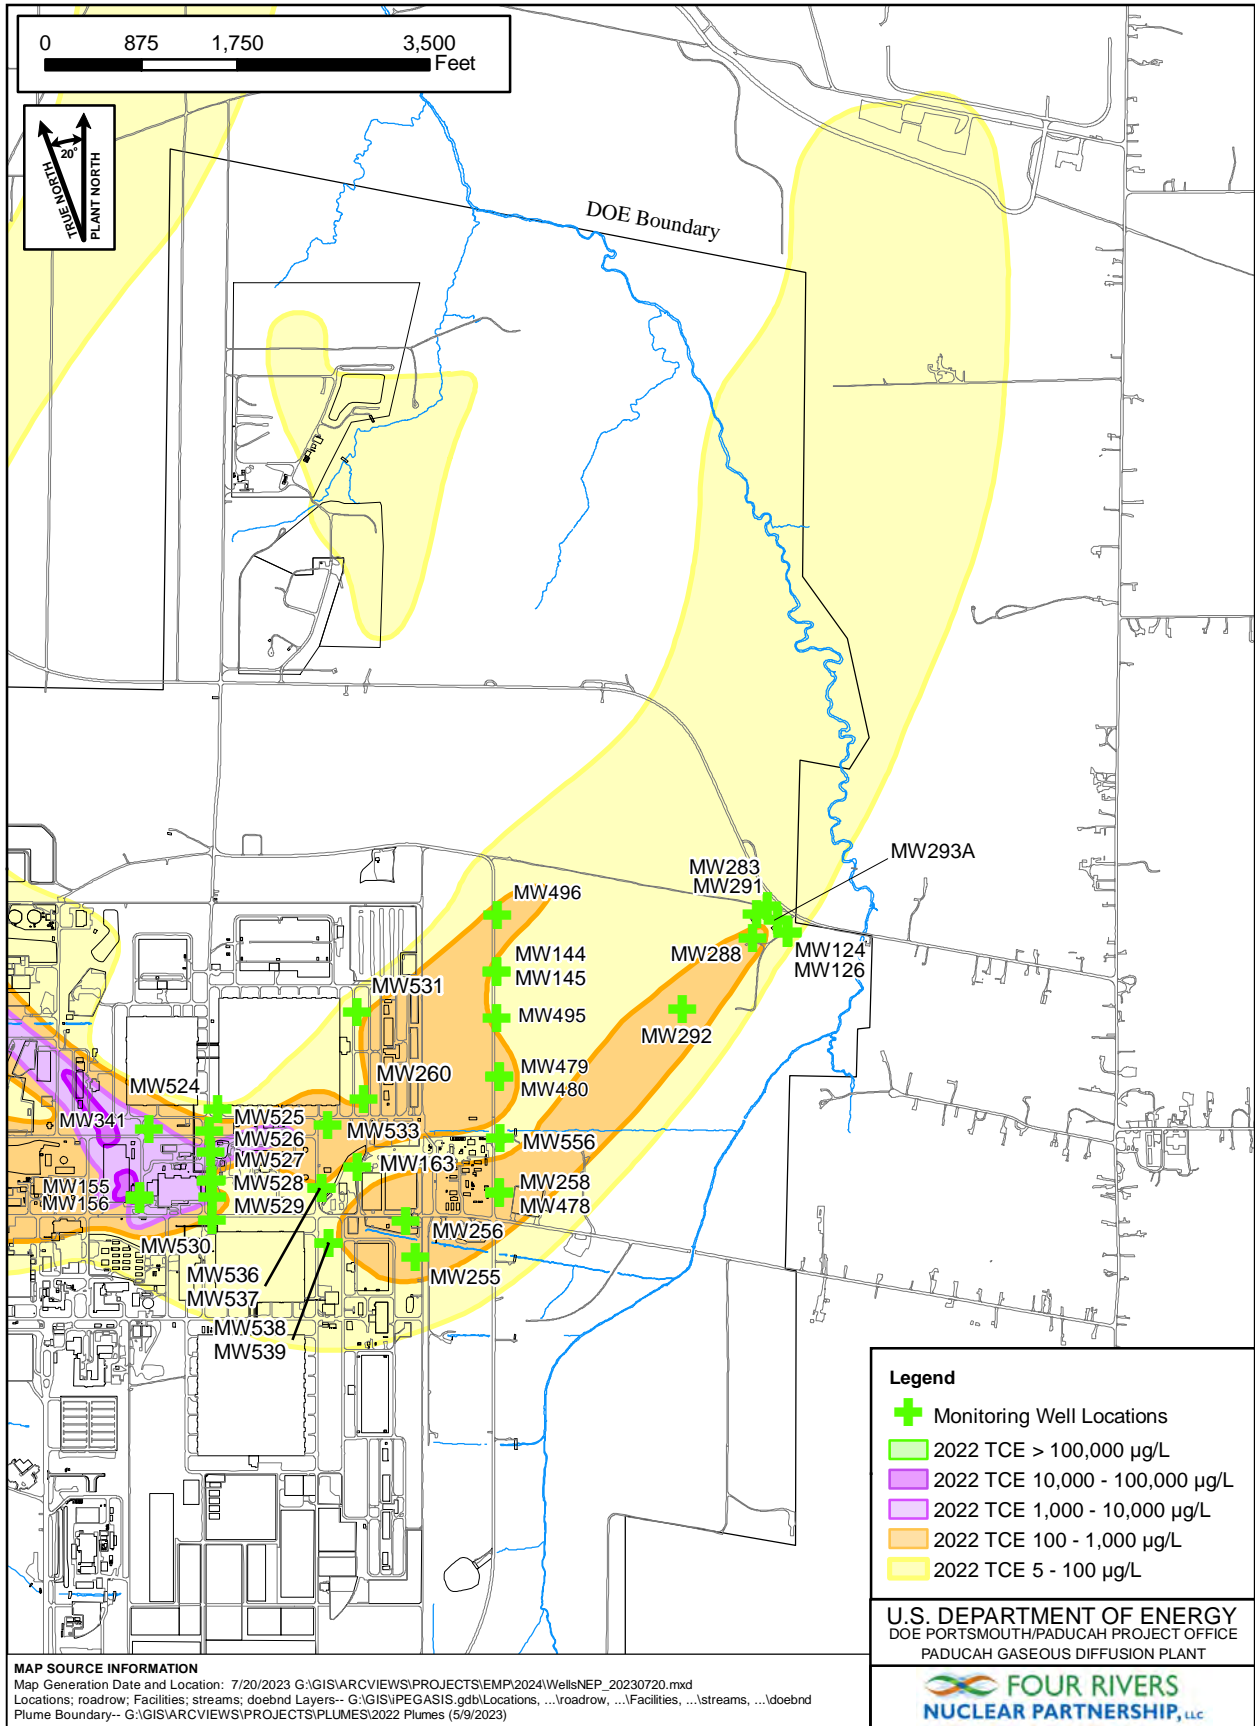 0 875 1,750 3,500
Feet
20°
TRUE NORTH
PLANT NORTH
DOE Boundary
MW293A
MW283
MW291
MW496
MW288
MW124
MW126
MW144
MW145
MW531
MW495
MW292
MW479
MW480
MW260
MW524
MW341
MW525
MW526
MW533
MW556
MW527
MW163
MW155
MW156
MW528
MW529
MW258
MW478
MW530
MW256
MW255
MW536
MW537
MW538
MW539
Legend
Monitoring Well Locations
2022 TCE > 100,000 µg/L
2022 TCE 10,000 - 100,000 µg/L
2022 TCE 1,000 - 10,000 µg/L
2022 TCE 100 - 1,000 µg/L
2022 TCE 5 - 100 µg/L
U.S. DEPARTMENT OF ENERGY
DOE PORTSMOUTH/PADUCAH PROJECT OFFICE
PADUCAH GASEOUS DIFFUSION PLANT
FOUR RIVERS
NUCLEAR PARTNERSHIP, LLC
MAP SOURCE INFORMATION
Map Generation Date and Location: 7/20/2023 G:\GIS\ARCVIEWS\PROJECTS\EMP\2024\WellsNEP_20230720.mxd
Locations; roadrow; Facilities; streams; doebnd Layers-- G:\GIS\PEGASIS.gdb\Locations, ...\roadrow, ...\Facilities, ...\streams, ...\doebnd
Plume Boundary-- G:\GIS\ARCVIEWS\PROJECTS\PLUMES\2022 Plumes (5/9/2023)